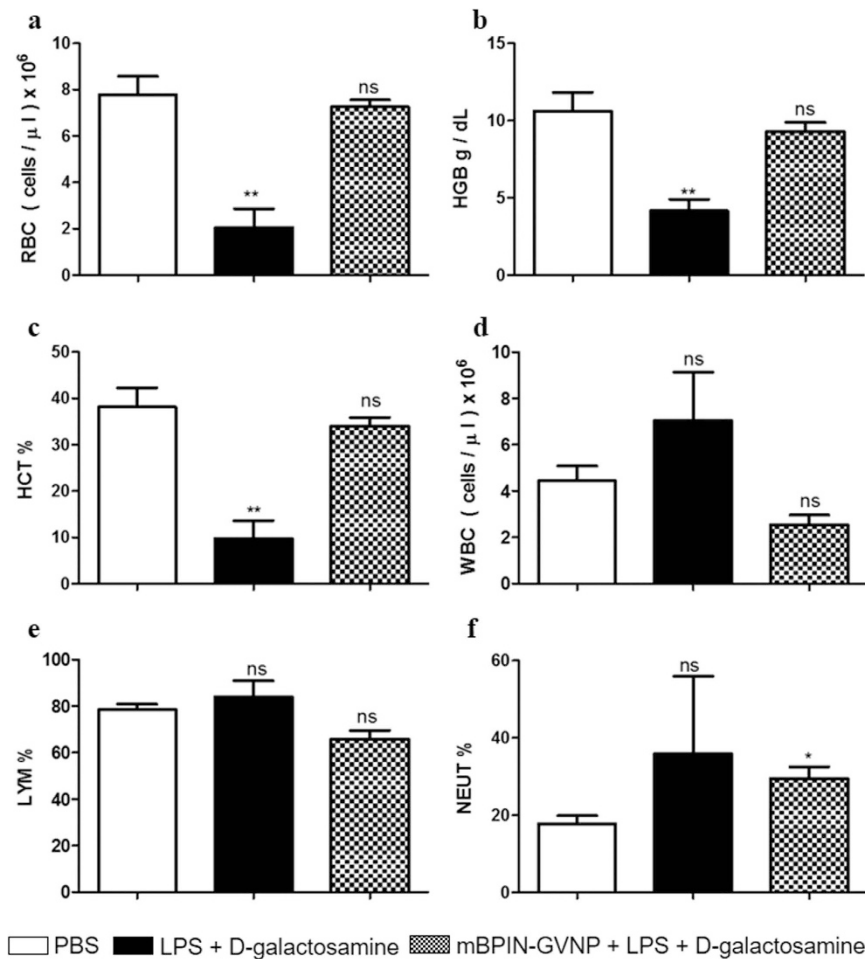 a
RBC ( cells / μ l ) x 10⁶
10
8
6
4
2
0
**
ns
b
HGB g / dL
15
10
5
0
**
ns
c
HCT %
50
40
30
20
10
0
**
ns
d
WBC ( cells / μ l ) x 10⁶
10
8
6
4
2
0
ns
ns
e
LYM %
100
80
60
40
20
0
ns
ns
f
NEUT %
60
40
20
0
ns
*
PBS LPS + D-galactosamine mBPIN-GVNP + LPS + D-galactosamine